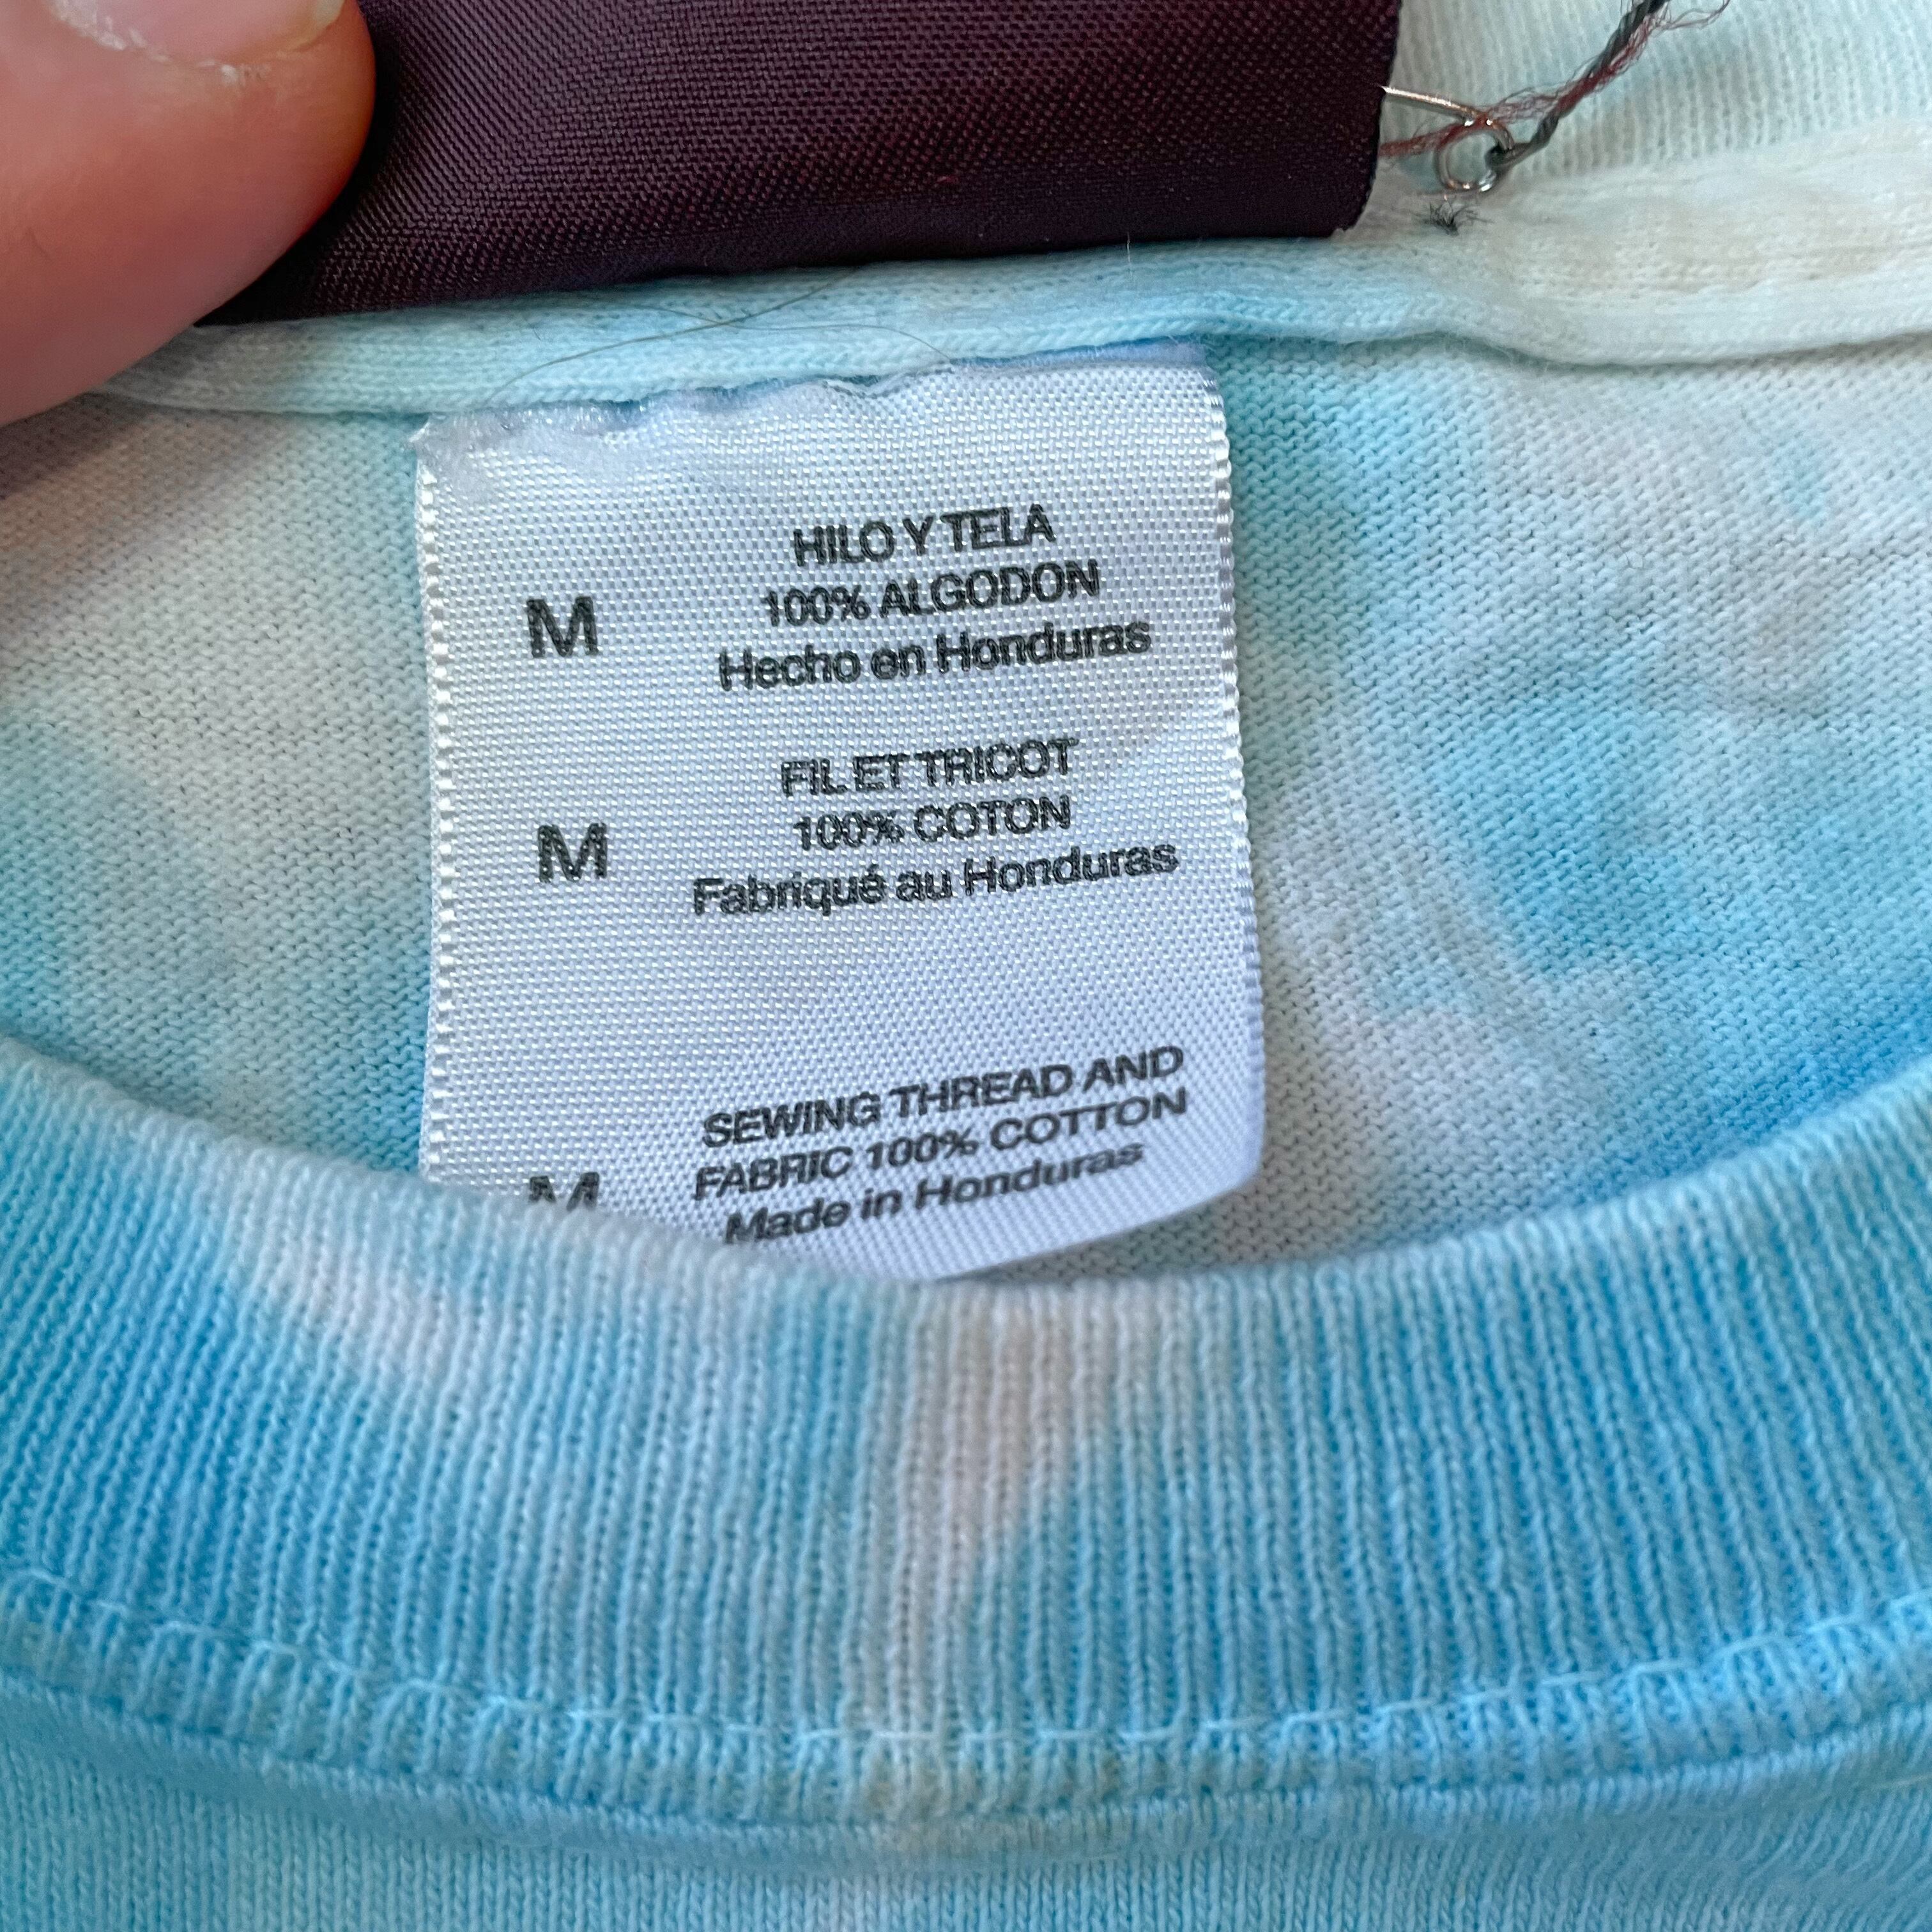 HILO Y TELA
M 100% ALGODON
Hecho en Honduras
FIL ET TRICOT
M 100% COTON
Fabriqué au Honduras
SEWING THREAD AND
M FABRIC 100% COTTON
Made in Honduras